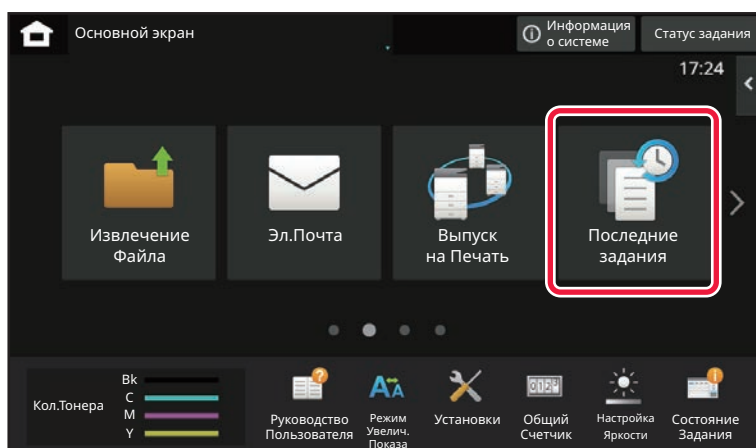 Основной экран
Информация
о системе
Статус задания
17:24
Извлечение
Файла
Эл.Почта
Выпуск
на Печать
Последние
задания
Кол.Тонера
Bk
C
M
Y
Руководство
Пользователя
Режим
Увелич.
Показа
Установки
Общий
Счетчик
Настройка
Яркости
Состояние
Задания